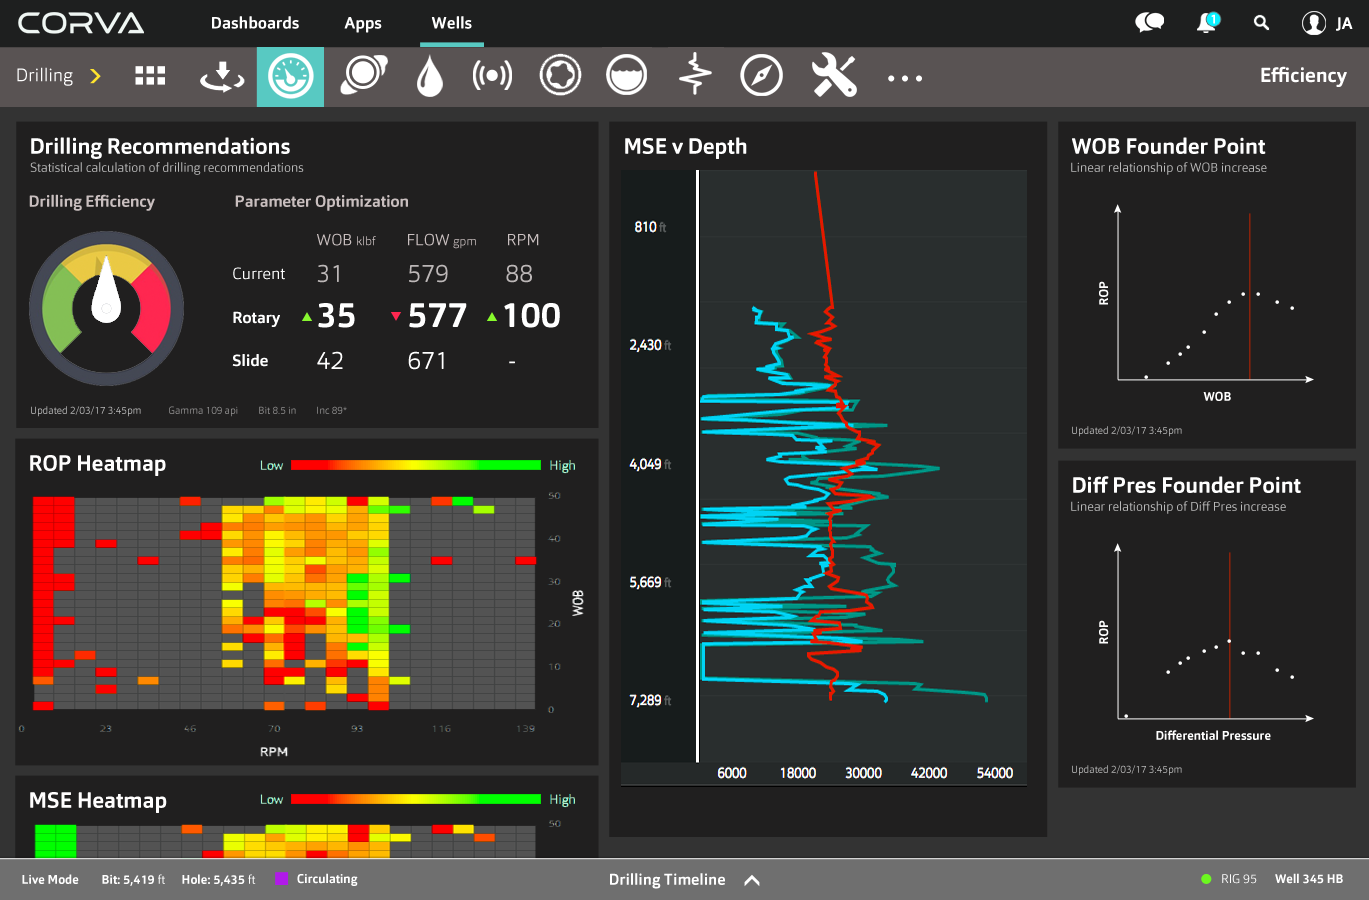 CORVA
Dashboards Apps Wells
1 JA
Drilling Efficiency
Drilling Recommendations
Statistical calculation of drilling recommendations
Drilling Efficiency Parameter Optimization
WOB klbf FLOW gpm RPM
Current 31 579 88
Rotary 35 577 100
Slide 42 671 -
Updated 2/03/17 3:45pm Gamma 109 api Bit 8.5 in Inc 89°
ROP Heatmap Low High
50
40
30
20
10
0
WOB
0 23 46 70 93 116 139
RPM
MSE Heatmap Low High
50
MSE v Depth
810 ft
2,430 ft
4,049 ft
5,669 ft
7,289 ft
6000 18000 30000 42000 54000
WOB Founder Point
Linear relationship of WOB increase
ROP
WOB
Updated 2/03/17 3:45pm
Diff Pres Founder Point
Linear relationship of Diff Pres increase
ROP
Differential Pressure
Updated 2/03/17 3:45pm
Live Mode Bit: 5,419 ft Hole: 5,435 ft Circulating Drilling Timeline RIG 95 Well 345 HB